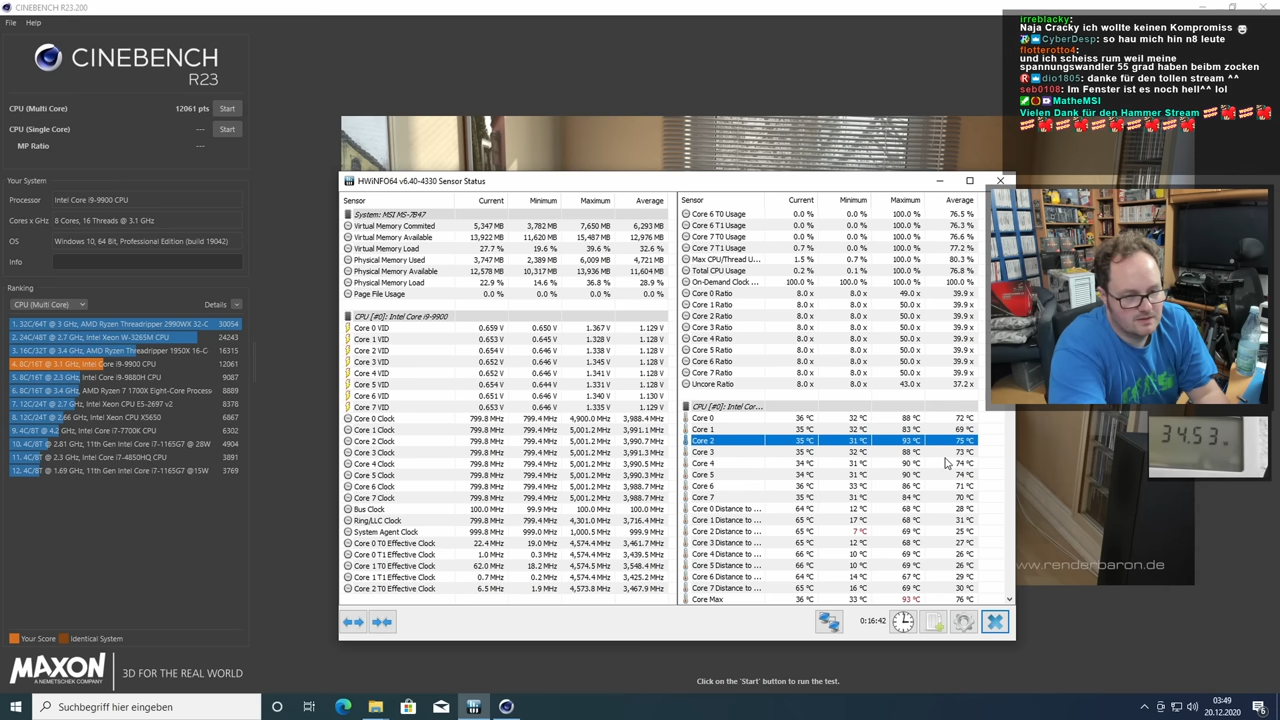 CINEBENCH R23.200
File Help
CINEBENCH
R23
CPU (Multi Core) 12061 pts Start
CPU (Single Core) --- Start
MP Ratio ---
Your System
Processor Intel Core i9-9900 CPU
Cores x GHz 8 Cores, 16 Threads @ 3.1 GHz
OS Windows 10, 64 Bit, Professional Edition (build 19042)
Info
Ranking
CPU (Multi Core) Details
1. 32C/64T @ 3 GHz, AMD Ryzen Threadripper 2990WX 32-C 30054
2. 24C/48T @ 2.7 GHz, Intel Xeon W-3265M CPU 24243
3. 16C/32T @ 3.4 GHz, AMD Ryzen Threadripper 1950X 16-C 16315
4. 8C/16T @ 3.1 GHz, Intel Core i9-9900 CPU 12061
5. 8C/16T @ 2.3 GHz, Intel Core i9-9880H CPU 9087
6. 8C/16T @ 3.4 GHz, AMD Ryzen 7 1700X Eight-Core Proces 8889
7. 12C/24T @ 2.7 GHz, Intel Xeon CPU E5-2697 v2 8378
8. 12C/24T @ 2.66 GHz, Intel Xeon CPU X5650 6867
9. 4C/8T @ 4.2 GHz, Intel Core i7-7700K CPU 6302
10. 4C/8T @ 2.81 GHz, 11th Gen Intel Core i7-1165G7 @ 28W 4904
11. 4C/8T @ 2.3 GHz, Intel Core i7-4850HQ CPU 3891
12. 4C/8T @ 1.69 GHz, 11th Gen Intel Core i7-1165G7 @15W 3769
Your Score Identical System
MAXON
A NEMETSCHEK COMPANY
3D FOR THE REAL WORLD
Click on the 'Start' button to run the test.
HWiNFO64 v6.40-4330 Sensor Status
Sensor Current Minimum Maximum Average
System: MSI MS-7B47
Virtual Memory Commited 5,347 MB 3,782 MB 7,650 MB 6,293 MB
Virtual Memory Available 13,922 MB 11,620 MB 15,487 MB 12,976 MB
Virtual Memory Load 27.7 % 19.6 % 39.6 % 32.6 %
Physical Memory Used 3,747 MB 2,389 MB 6,009 MB 4,721 MB
Physical Memory Available 12,578 MB 10,317 MB 13,936 MB 11,604 MB
Physical Memory Load 22.9 % 14.6 % 36.8 % 28.9 %
Page File Usage 0.0 % 0.0 % 0.0 % 0.0 %
CPU [#0]: Intel Core i9-9900
Core 0 VID 0.659 V 0.650 V 1.367 V 1.129 V
Core 1 VID 0.653 V 0.645 V 1.328 V 1.128 V
Core 2 VID 0.654 V 0.646 V 1.335 V 1.128 V
Core 3 VID 0.652 V 0.646 V 1.338 V 1.128 V
Core 4 VID 0.652 V 0.646 V 1.341 V 1.128 V
Core 5 VID 0.654 V 0.644 V 1.331 V 1.129 V
Core 6 VID 0.652 V 0.646 V 1.340 V 1.130 V
Core 7 VID 0.653 V 0.646 V 1.335 V 1.129 V
Core 0 Clock 799.8 MHz 799.4 MHz 4,900.0 MHz 3,988.4 MHz
Core 1 Clock 799.8 MHz 799.4 MHz 5,001.2 MHz 3,991.1 MHz
Core 2 Clock 799.8 MHz 799.4 MHz 5,001.2 MHz 3,990.7 MHz
Core 3 Clock 799.8 MHz 799.4 MHz 5,001.2 MHz 3,991.3 MHz
Core 4 Clock 799.8 MHz 799.4 MHz 5,001.2 MHz 3,990.5 MHz
Core 5 Clock 799.8 MHz 799.4 MHz 5,001.2 MHz 3,990.3 MHz
Core 6 Clock 799.8 MHz 799.4 MHz 5,001.2 MHz 3,988.7 MHz
Core 7 Clock 799.8 MHz 799.4 MHz 5,001.2 MHz 3,988.7 MHz
Bus Clock 100.0 MHz 99.9 MHz 100.0 MHz 100.0 MHz
Ring/LLC Clock 799.8 MHz 799.4 MHz 4,301.0 MHz 3,716.4 MHz
System Agent Clock 999.8 MHz 999.3 MHz 1,000.5 MHz 999.9 MHz
Core 0 T0 Effective Clock 22.4 MHz 19.0 MHz 4,574.4 MHz 3,461.7 MHz
Core 0 T1 Effective Clock 1.0 MHz 0.3 MHz 4,574.4 MHz 3,439.5 MHz
Core 1 T0 Effective Clock 62.0 MHz 18.2 MHz 4,574.5 MHz 3,548.4 MHz
Core 1 T1 Effective Clock 0.7 MHz 0.2 MHz 4,574.4 MHz 3,425.2 MHz
Core 2 T0 Effective Clock 6.5 MHz 1.9 MHz 4,573.8 MHz 3,467.9 MHz
Sensor Current Minimum Maximum Average
Core 6 T0 Usage 0.0 % 0.0 % 100.0 % 76.5 %
Core 6 T1 Usage 0.0 % 0.0 % 100.0 % 76.3 %
Core 7 T0 Usage 0.0 % 0.0 % 100.0 % 76.6 %
Core 7 T1 Usage 0.7 % 0.0 % 100.0 % 77.2 %
Max CPU/Thread U... 1.5 % 0.7 % 100.0 % 80.3 %
Total CPU Usage 0.2 % 0.1 % 100.0 % 76.8 %
On-Demand Clock ... 100.0 % 100.0 % 100.0 % 100.0 %
Core 0 Ratio 8.0 x 8.0 x 49.0 x 39.9 x
Core 1 Ratio 8.0 x 8.0 x 50.0 x 39.9 x
Core 2 Ratio 8.0 x 8.0 x 50.0 x 39.9 x
Core 3 Ratio 8.0 x 8.0 x 50.0 x 39.9 x
Core 4 Ratio 8.0 x 8.0 x 50.0 x 39.9 x
Core 5 Ratio 8.0 x 8.0 x 50.0 x 39.9 x
Core 6 Ratio 8.0 x 8.0 x 50.0 x 39.9 x
Core 7 Ratio 8.0 x 8.0 x 50.0 x 39.9 x
Uncore Ratio 8.0 x 8.0 x 43.0 x 37.2 x
CPU [#0]: Intel Cor...
Core 0 36 °C 32 °C 88 °C 72 °C
Core 1 36 °C 32 °C 83 °C 69 °C
Core 2 35 °C 31 °C 93 °C 75 °C
Core 3 35 °C 32 °C 88 °C 73 °C
Core 4 34 °C 31 °C 90 °C 74 °C
Core 5 34 °C 31 °C 90 °C 74 °C
Core 6 36 °C 33 °C 86 °C 71 °C
Core 7 34 °C 31 °C 84 °C 70 °C
Core 0 Distance to ... 64 °C 12 °C 68 °C 28 °C
Core 1 Distance to ... 65 °C 17 °C 68 °C 31 °C
Core 2 Distance to ... 65 °C 7 °C 69 °C 25 °C
Core 3 Distance to ... 65 °C 12 °C 68 °C 27 °C
Core 4 Distance to ... 66 °C 10 °C 69 °C 26 °C
Core 5 Distance to ... 66 °C 10 °C 69 °C 26 °C
Core 6 Distance to ... 64 °C 14 °C 67 °C 29 °C
Core 7 Distance to ... 65 °C 16 °C 69 °C 30 °C
Core Max 36 °C 33 °C 93 °C 76 °C
0:16:42
irreblacky:
Naja Cracky ich wollte keinen Kompromiss
CyberDesp: so hau mich hin n8 leute
flotterotto4:
und ich scheiss rum weil meine
spannungswandler 55 grad haben beibm zocken
dio1805: danke für den tollen stream ^^
seb0108: Im Fenster ist es noch hell^^ lol
MatheMSI
Vielen Dank für den Hammer Stream
34.53
www.renderbaron.de
Suchbegriff hier eingeben
03:49
20.12.2020
6